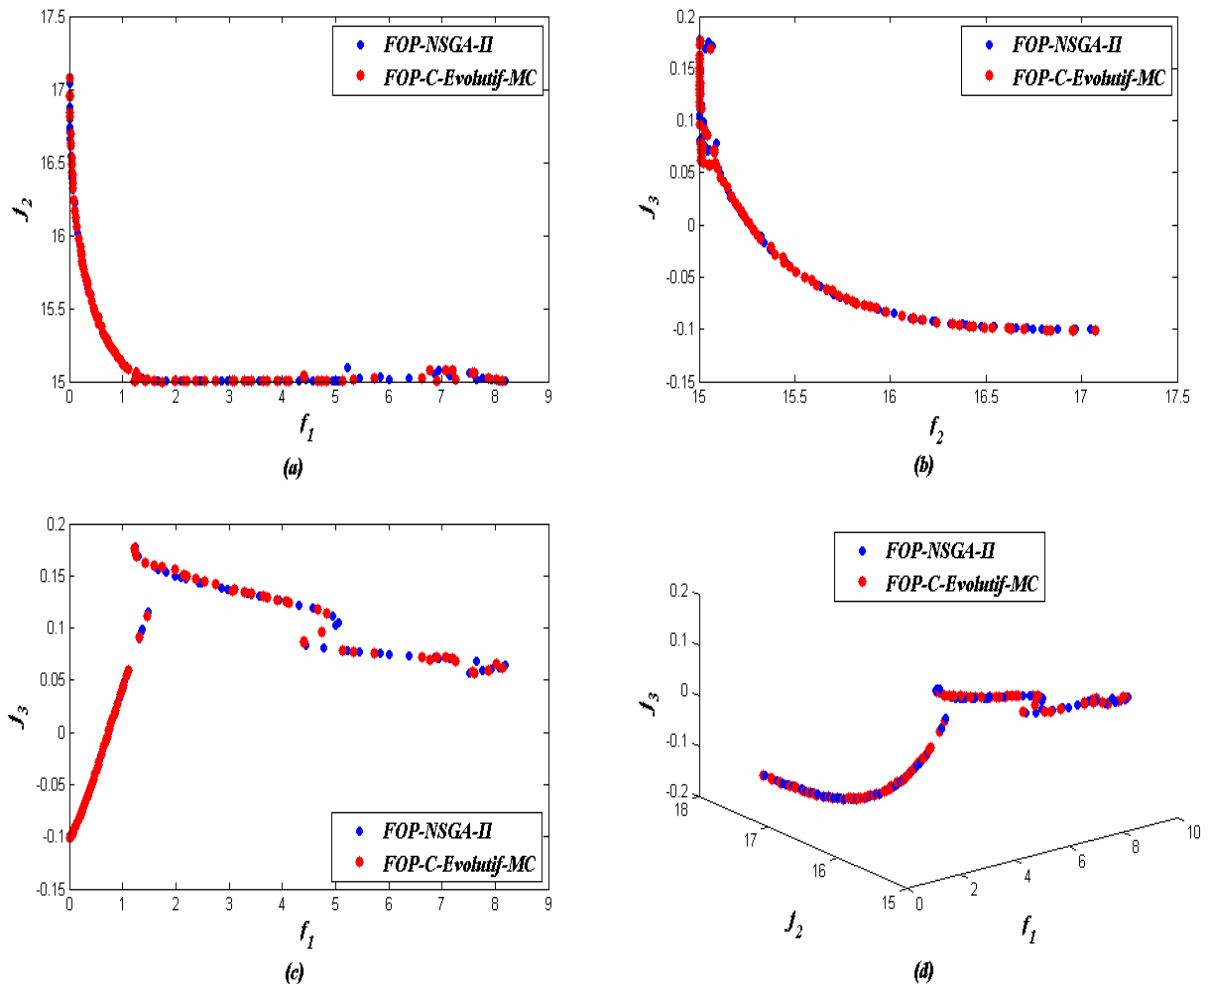 17.5
17
16.5
16
15.5
15
0 1 2 3 4 5 6 7 8 9
f2
f1
FOP-NSGA-II
FOP-C-Evolutif-MC
(a)
0.2
0.15
0.1
0.05
0
-0.05
-0.1
-0.15
15 15.5 16 16.5 17 17.5
f3
f2
FOP-NSGA-II
FOP-C-Evolutif-MC
(b)
0.2
0.15
0.1
0.05
0
-0.05
-0.1
-0.15
0 1 2 3 4 5 6 7 8 9
f3
f1
FOP-NSGA-II
FOP-C-Evolutif-MC
(c)
FOP-NSGA-II
FOP-C-Evolutif-MC
0.2
0.15
0.1
0
-0.1
-0.2
18
17
16
15
0
2
4
6
8
10
f3
f2
f1
(d)